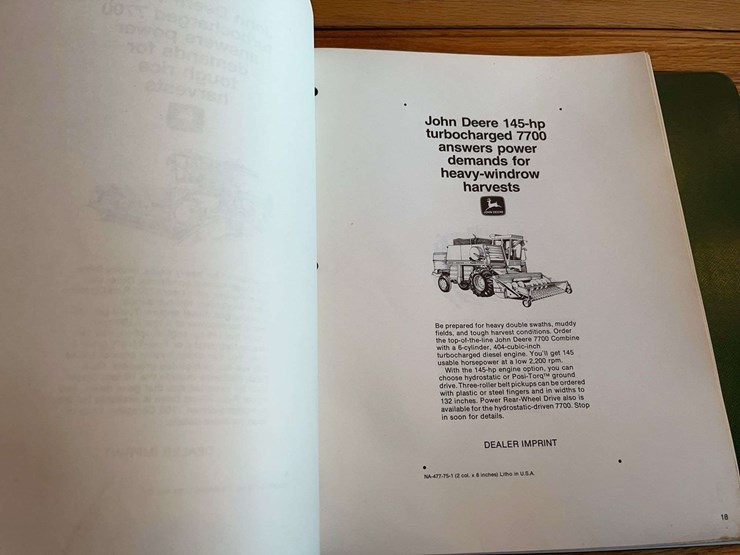 John Deere 145-hp
turbocharged 7700
answers power
demands for
heavy-windrow
harvests
JOHN DEERE
Be prepared for heavy double swaths, muddy
fields, and tough harvest conditions. Order
the top-of-the-line John Deere 7700 Combine
with a 6-cylinder, 404-cubic-inch
turbocharged diesel engine. You'll get 145
usable horsepower at a low 2,200 rpm.
With the 145-hp engine option, you can
choose hydrostatic or Posi-Torq™ ground
drive. Three-roller belt pickups can be ordered
with plastic or steel fingers and in widths to
132 inches. Power Rear-Wheel Drive also is
available for the hydrostatic-driven 7700. Stop
in soon for details.
DEALER IMPRINT
NA-477-75-1 (2 col. x 8 inches) Litho in U.S.A.
18